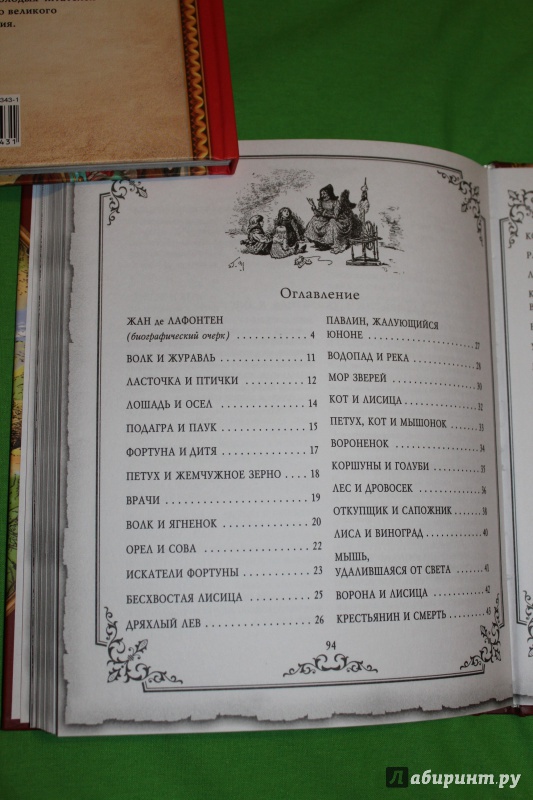 о великого
ния.
Оглавление
ЖАН де ЛАФОНТЕН
(биографический очерк) .......... 4
ВОЛК И ЖУРАВЛЬ .......... 11
ЛАСТОЧКА И ПТИЧКИ .......... 12
ЛОШАДЬ И ОСЕЛ .......... 14
ПОДАГРА И ПАУК .......... 15
ФОРТУНА И ДИТЯ .......... 17
ПЕТУХ И ЖЕМЧУЖНОЕ ЗЕРНО .... 18
ВРАЧИ .......... 19
ВОЛК И ЯГНЕНОК .......... 20
ОРЕЛ И СОВА .......... 22
ИСКАТЕЛИ ФОРТУНЫ .......... 23
БЕСХВОСТАЯ ЛИСИЦА .......... 25
ДРЯХЛЫЙ ЛЕВ .......... 26
ПАВЛИН, ЖАЛУЮЩИЙСЯ
ЮНОНЕ .......... 27
ВОДОПАД И РЕКА .......... 28
МОР ЗВЕРЕЙ .......... 30
КОТ И ЛИСИЦА .......... 32
ПЕТУХ, КОТ И МЫШОНОК .... 33
ВОРОНЕНОК .......... 34
КОРШУНЫ И ГОЛУБИ .......... 35
ЛЕС И ДРОВОСЕК .......... 36
ОТКУПЩИК И САПОЖНИК .... 38
ЛИСА И ВИНОГРАД .......... 40
МЫШЬ,
УДАЛИВШАЯСЯ ОТ СВЕТА .... 41
ВОРОНА И ЛИСИЦА .......... 42
КРЕСТЬЯНИН И СМЕРТЬ .... 43
94
Лабиринт.ру